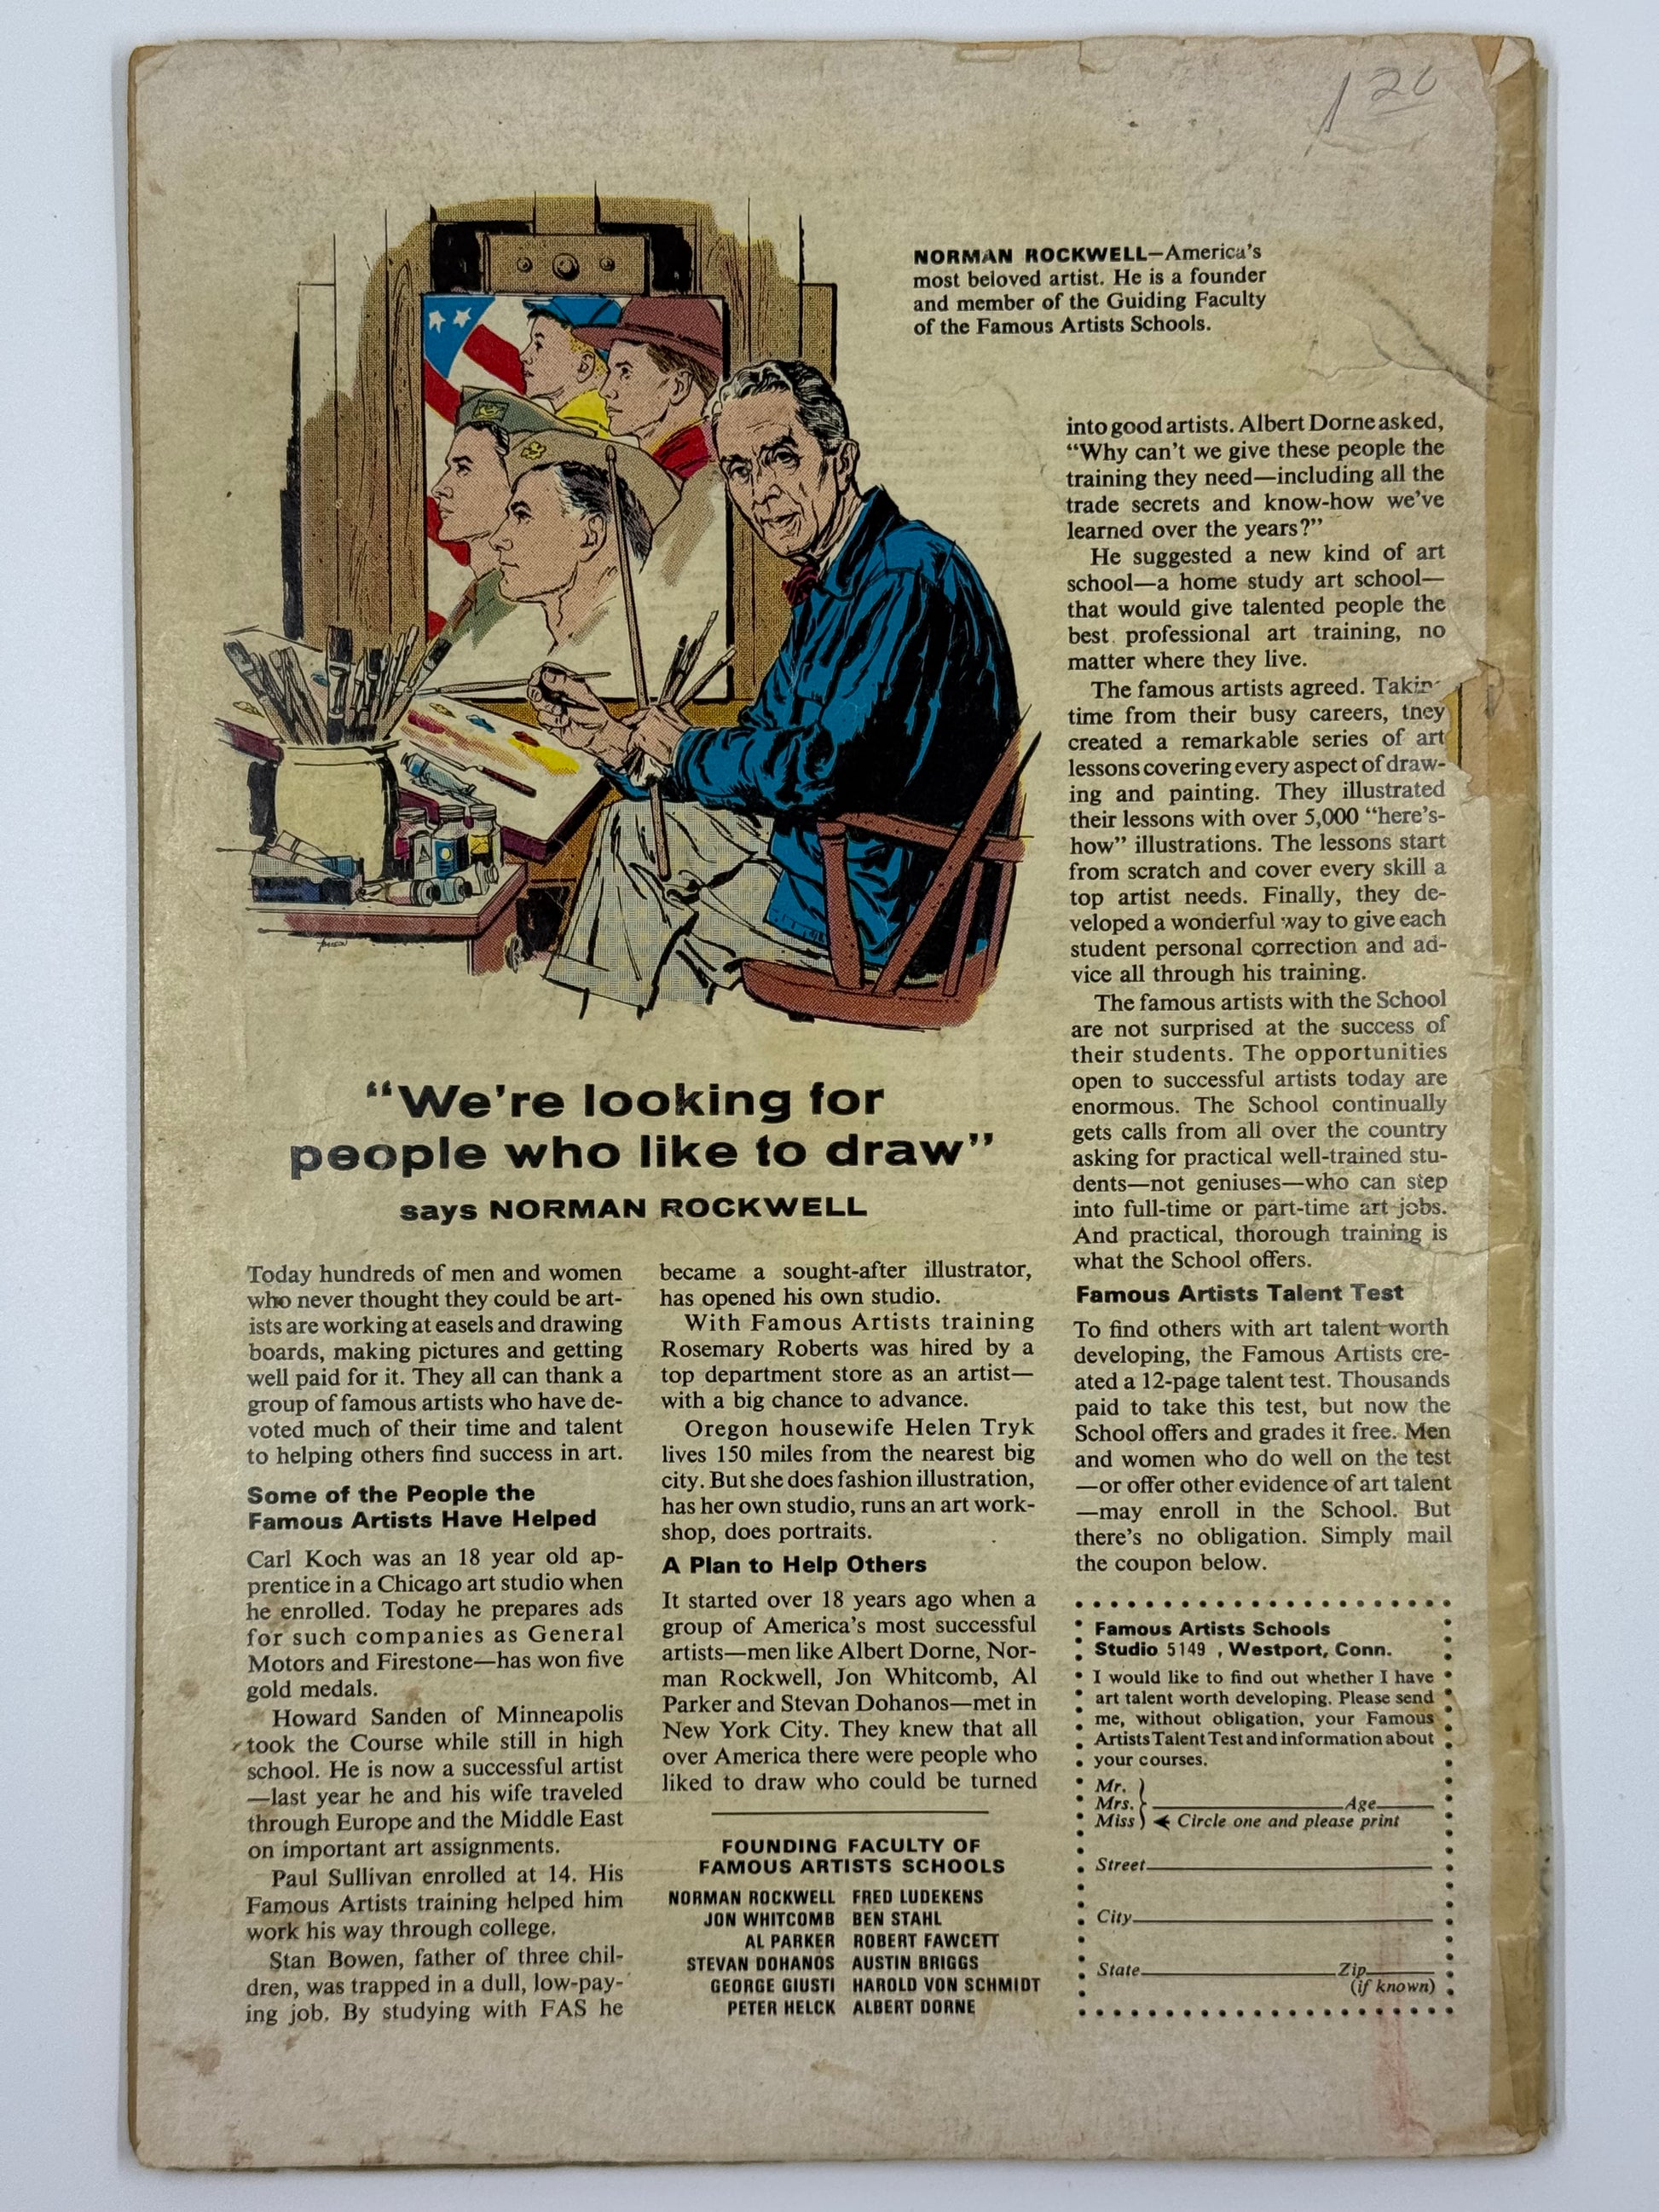 1 20
NORMAN ROCKWELL—America's
most beloved artist. He is a founder
and member of the Guiding Faculty
of the Famous Artists Schools.
"We're looking for
people who like to draw"
says NORMAN ROCKWELL
Today hundreds of men and women
who never thought they could be art-
ists are working at easels and drawing
boards, making pictures and getting
well paid for it. They all can thank a
group of famous artists who have de-
voted much of their time and talent
to helping others find success in art.
Some of the People the
Famous Artists Have Helped
Carl Koch was an 18 year old ap-
prentice in a Chicago art studio when
he enrolled. Today he prepares ads
for such companies as General
Motors and Firestone—has won five
gold medals.
Howard Sanden of Minneapolis
took the Course while still in high
school. He is now a successful artist
—last year he and his wife traveled
through Europe and the Middle East
on important art assignments.
Paul Sullivan enrolled at 14. His
Famous Artists training helped him
work his way through college.
Stan Bowen, father of three chil-
dren, was trapped in a dull, low-pay-
ing job. By studying with FAS he
became a sought-after illustrator,
has opened his own studio.
With Famous Artists training
Rosemary Roberts was hired by a
top department store as an artist—
with a big chance to advance.
Oregon housewife Helen Tryk
lives 150 miles from the nearest big
city. But she does fashion illustration,
has her own studio, runs an art work-
shop, does portraits.
A Plan to Help Others
It started over 18 years ago when a
group of America's most successful
artists—men like Albert Dorne, Nor-
man Rockwell, Jon Whitcomb, Al
Parker and Stevan Dohanos—met in
New York City. They knew that all
over America there were people who
liked to draw who could be turned
FOUNDING FACULTY OF
FAMOUS ARTISTS SCHOOLS
NORMAN ROCKWELL FRED LUDEKENS
JON WHITCOMB BEN STAHL
AL PARKER ROBERT FAWCETT
STEVAN DOHANOS AUSTIN BRIGGS
GEORGE GIUSTI HAROLD VON SCHMIDT
PETER HELCK ALBERT DORNE
into good artists. Albert Dorne asked,
"Why can't we give these people the
training they need—including all the
trade secrets and know-how we've
learned over the years?"
He suggested a new kind of art
school—a home study art school—
that would give talented people the
best professional art training, no
matter where they live.
The famous artists agreed. Takin
time from their busy careers, they
created a remarkable series of art
lessons covering every aspect of draw-
ing and painting. They illustrated
their lessons with over 5,000 "here's-
how" illustrations. The lessons start
from scratch and cover every skill a
top artist needs. Finally, they de-
veloped a wonderful way to give each
student personal correction and ad-
vice all through his training.
The famous artists with the School
are not surprised at the success of
their students. The opportunities
open to successful artists today are
enormous. The School continually
gets calls from all over the country
asking for practical well-trained stu-
dents—not geniuses—who can step
into full-time or part-time art jobs.
And practical, thorough training is
what the School offers.
Famous Artists Talent Test
To find others with art talent worth
developing, the Famous Artists cre-
ated a 12-page talent test. Thousands
paid to take this test, but now the
School offers and grades it free. Men
and women who do well on the test
—or offer other evidence of art talent
—may enroll in the School. But
there's no obligation. Simply mail
the coupon below.
Famous Artists Schools
Studio 5149 , Westport, Conn.
I would like to find out whether I have
art talent worth developing. Please send
me, without obligation, your Famous
Artists Talent Test and information about
your courses.
Mr.
Mrs. Age
Miss Circle one and please print
Street
City
State Zip
(if known)